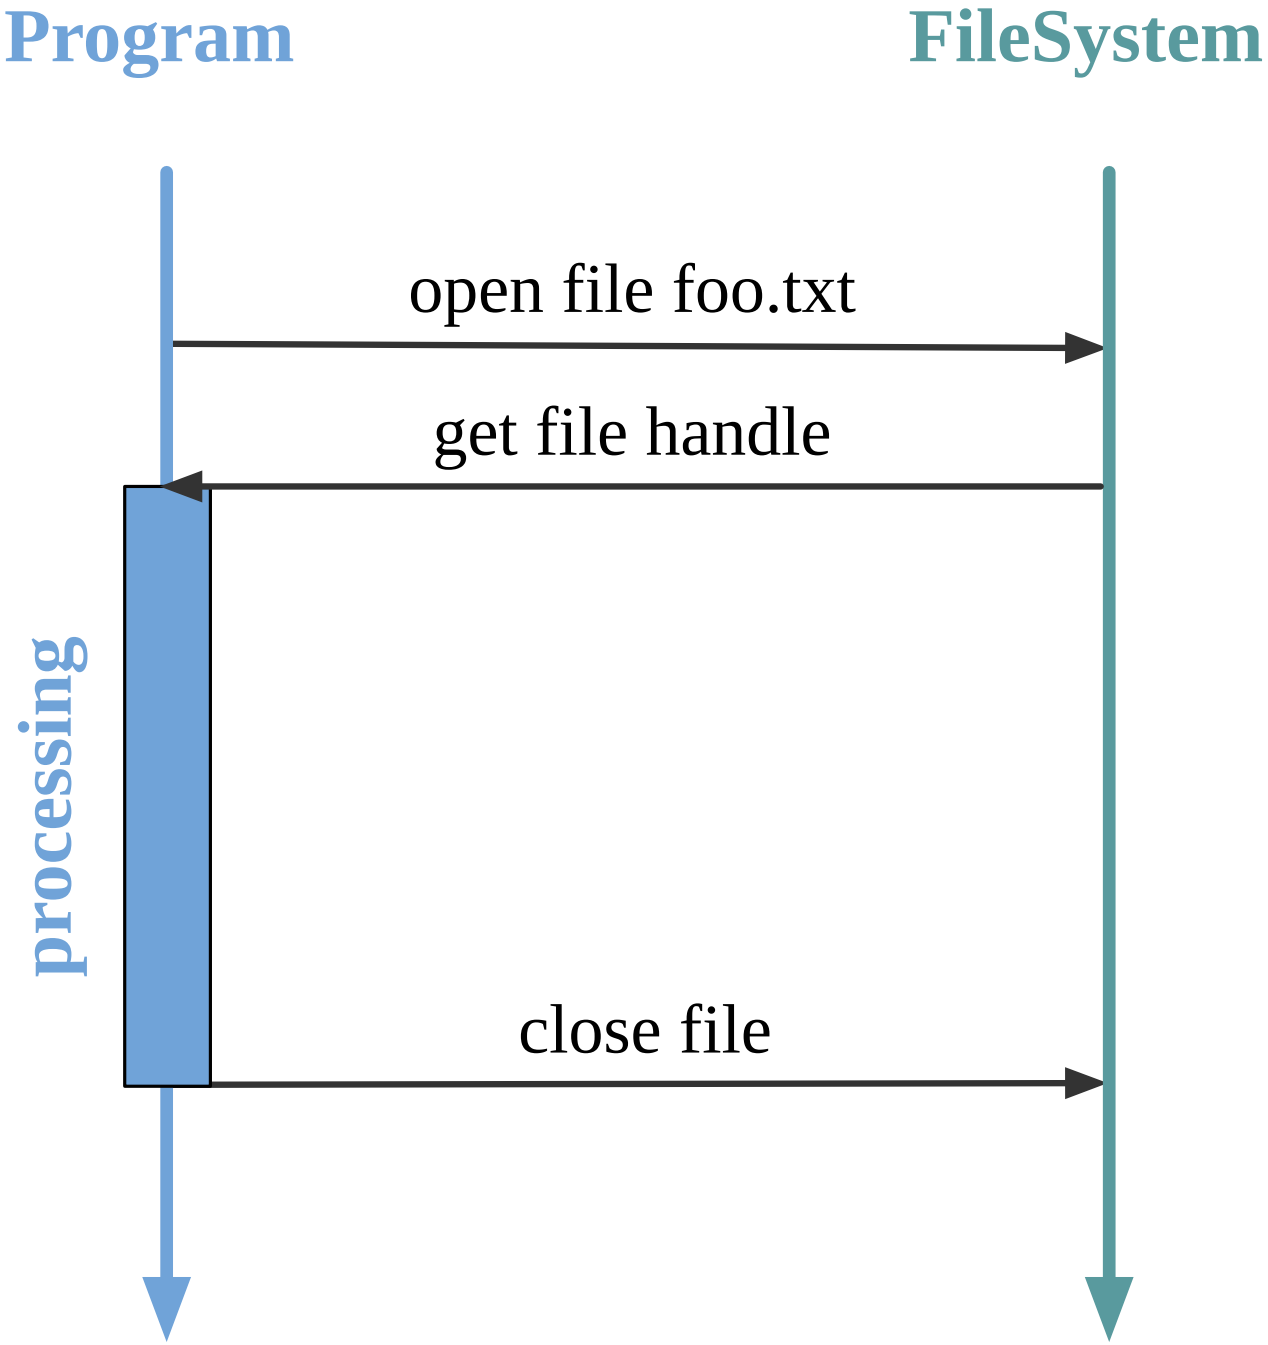 Program
FileSystem
open file foo.txt
get file handle
processing
close file